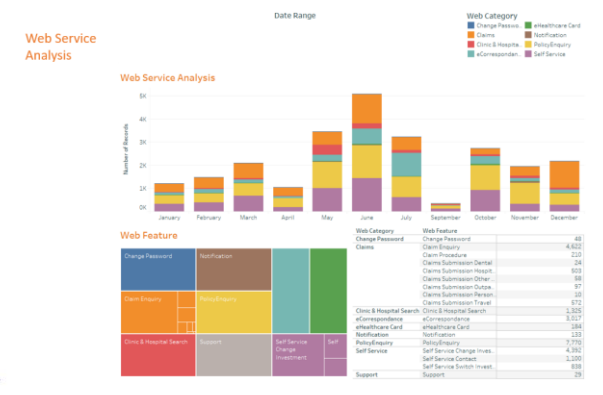 Date Range
Web Category
Change Passwo..
eHealthcare Card
Claims
Notification
Clinic & Hospita..
PolicyEnquiry
eCorrespondan..
Self Service
Web Service
Analysis
Web Service Analysis
Number of Records
5K
4K
3K
2K
1K
0K
January February March April May June July September October November December
Web Feature
Change Password
Notification
Claim Enquiry
PolicyEnquiry
Clinic & Hospital Search
Support
Self Service
Change
Investment
Self
Web Category Web Feature
Change Password Change Password 48
Claims Claim Enquiry 4,622
Claim Procedure 210
Claims Submission Dental 24
Claims Submission Hospit.. 503
Claims Submission Other .. 58
Claims Submission Outpa.. 97
Claims Submission Person.. 10
Claims Submission Travel 572
Clinic & Hospital Search Clinic & Hospital Search 1,325
eCorrespondence eCorrespondence 3,017
eHealthcare Card eHealthcare Card 184
Notification Notification 133
PolicyEnquiry PolicyEnquiry 7,770
Self Service Self Service Change Inves.. 4,392
Self Service Contact 1,100
Self Service Switch Invest.. 838
Support Support 29